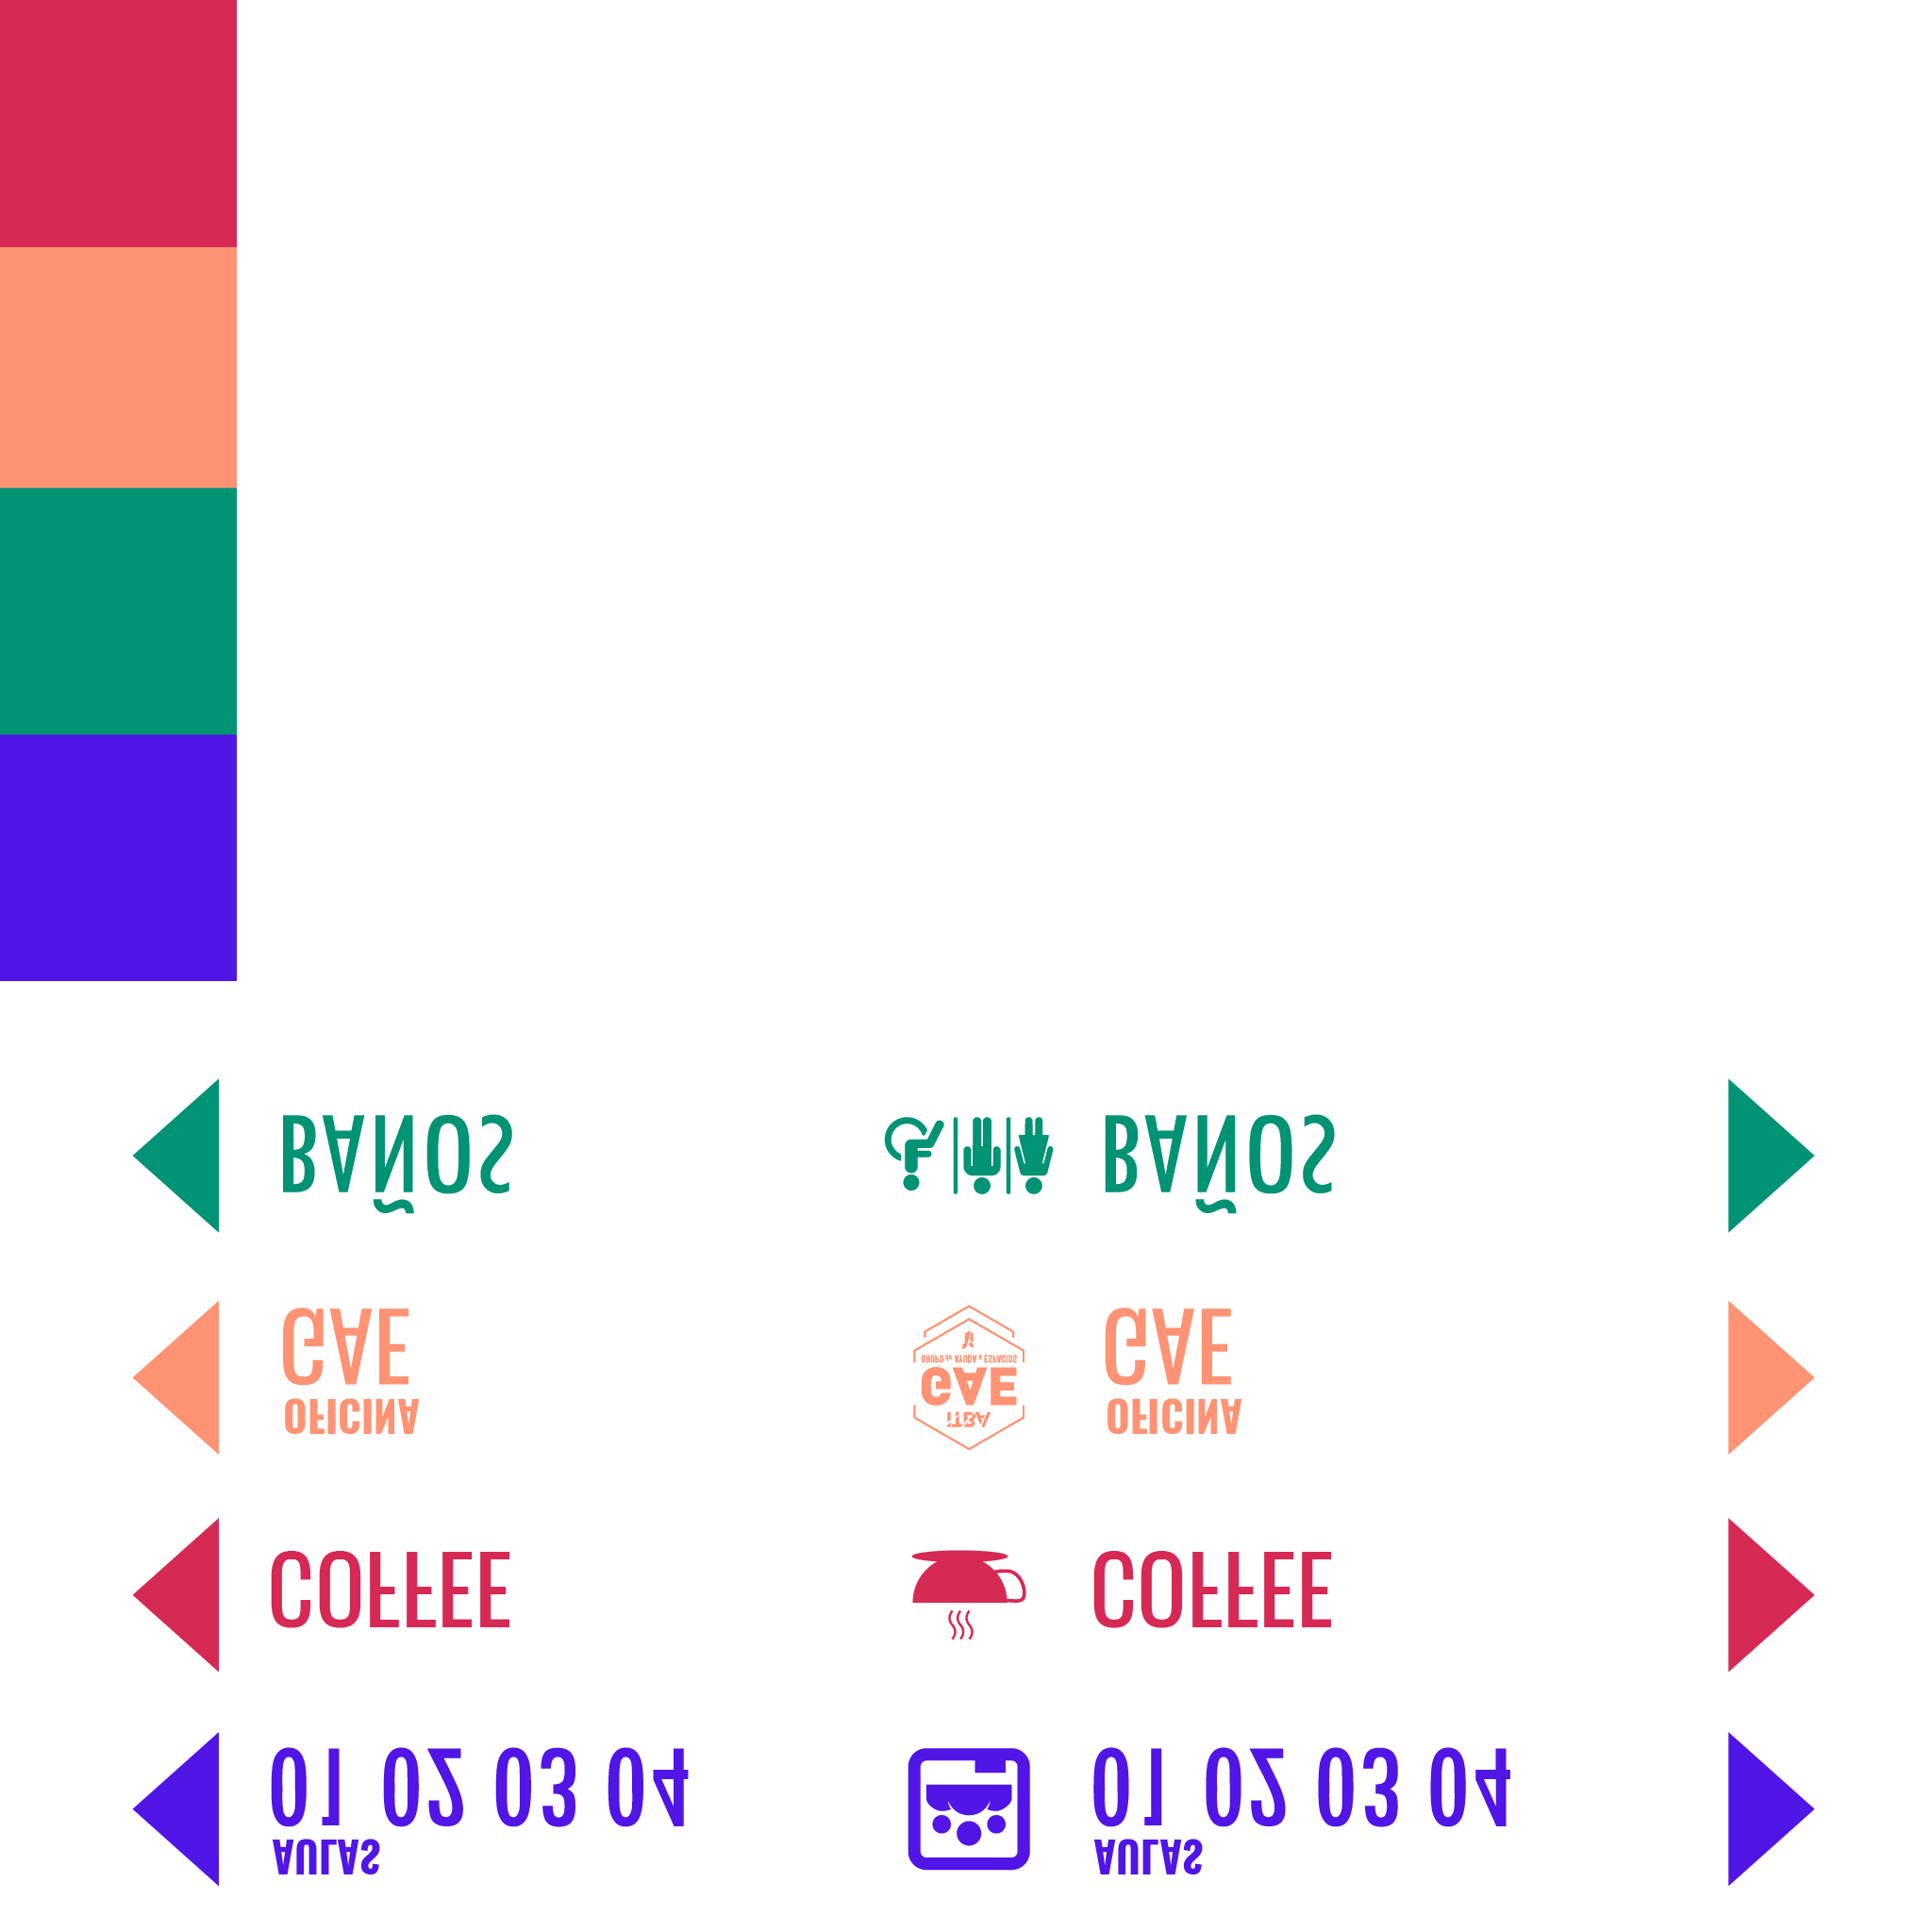 AULAS
01 02 03 04
AULAS
01 02 03 04
COFFEE
COFFEE
OFICINA
GAE
ITBA
GAE
GRUPO de AYUDA a ESPACIOS
OFICINA
GAE
BAÑOS
BAÑOS